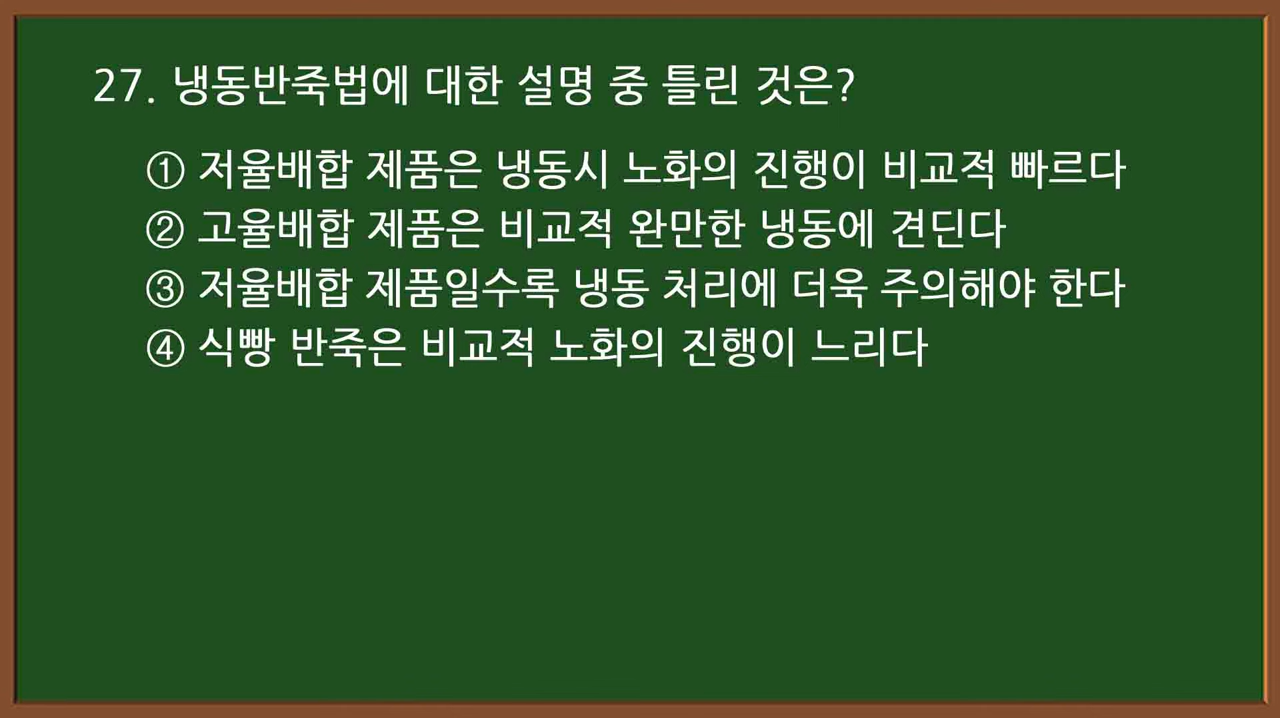 27. 냉동반죽법에 대한 설명 중 틀린 것은?
① 저율배합 제품은 냉동시 노화의 진행이 비교적 빠르다
② 고율배합 제품은 비교적 완만한 냉동에 견딘다
③ 저율배합 제품일수록 냉동 처리에 더욱 주의해야 한다
④ 식빵 반죽은 비교적 노화의 진행이 느리다